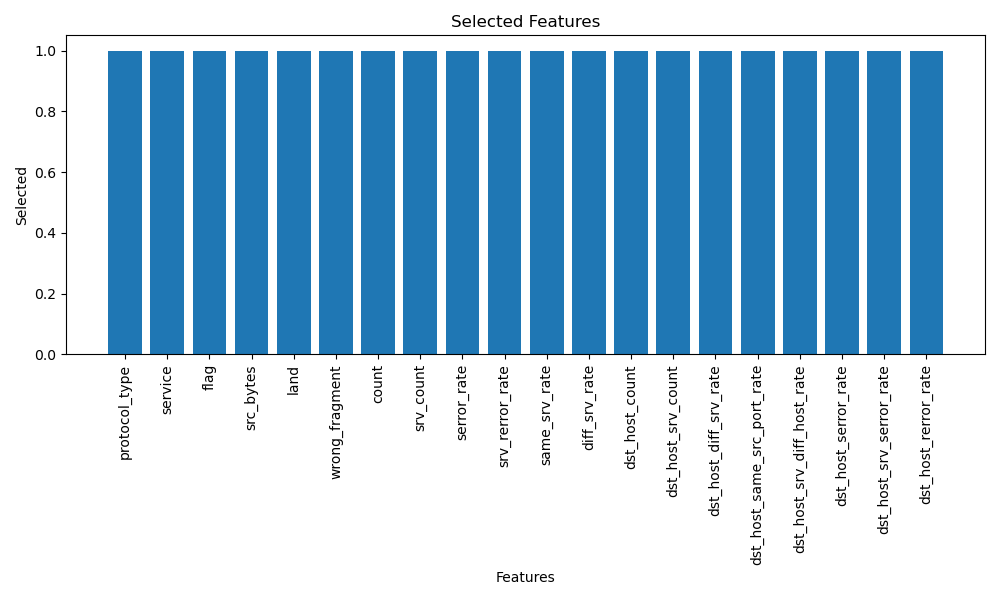 Selected Features
1.0
0.8
0.6
0.4
0.2
0.0
Selected
protocol_type
service
flag
src_bytes
land
wrong_fragment
count
srv_count
serror_rate
srv_rerror_rate
same_srv_rate
diff_srv_rate
dst_host_count
dst_host_srv_count
dst_host_diff_srv_rate
dst_host_same_src_port_rate
dst_host_srv_diff_host_rate
dst_host_serror_rate
dst_host_srv_serror_rate
dst_host_rerror_rate
Features